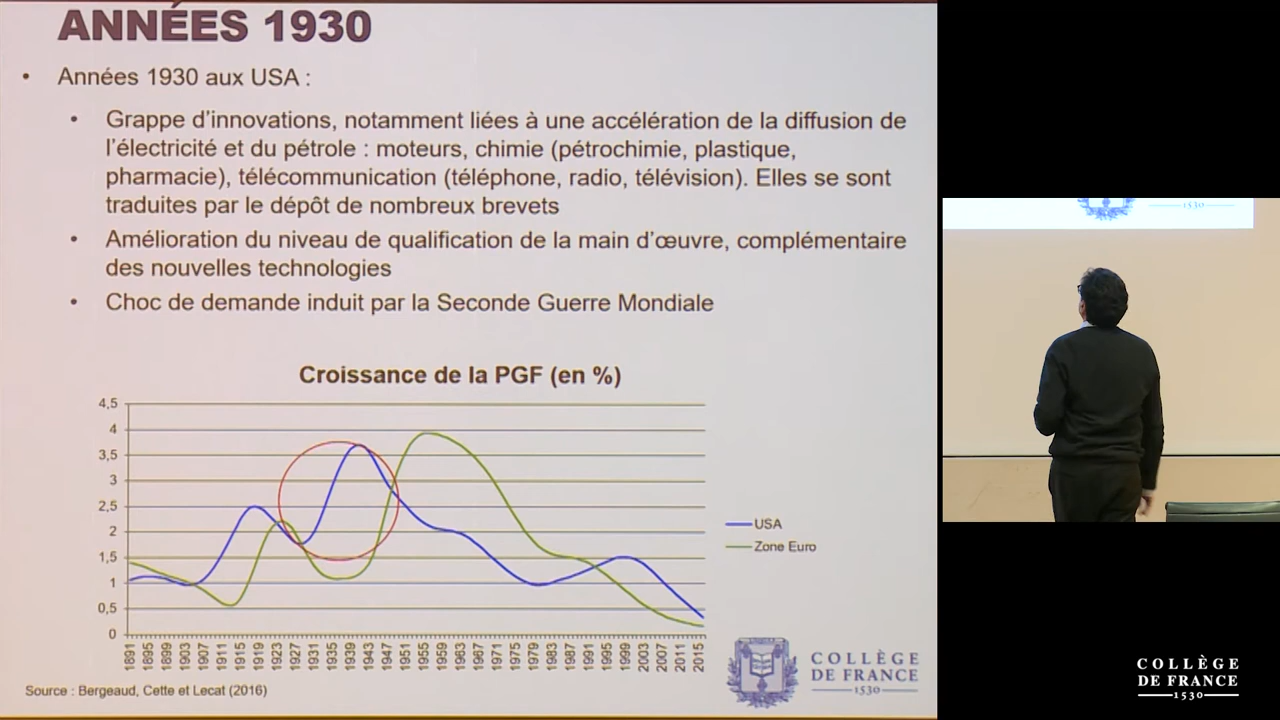 ANNÉES 1930
• Années 1930 aux USA :
• Grappe d'innovations, notamment liées à une accélération de la diffusion de
l'électricité et du pétrole : moteurs, chimie (pétrochimie, plastique,
pharmacie), télécommunication (téléphone, radio, télévision). Elles se sont
traduites par le dépôt de nombreux brevets
• Amélioration du niveau de qualification de la main d'œuvre, complémentaire
des nouvelles technologies
• Choc de demande induit par la Seconde Guerre Mondiale
Croissance de la PGF (en %)
4,5
4
3,5
3
2,5
2
1,5
1
0,5
0
USA
Zone Euro
1891 1895 1899 1903 1907 1911 1915 1919 1923 1927 1931 1935 1939 1943 1947 1951 1955 1959 1963 1967 1971 1975 1979 1983 1987 1991 1995 1999 2003 2007 2011 2015
Source : Bergeaud, Cette et Lecat (2016)
COLLÈGE
DE FRANCE
1530
1530
COLLÈGE
DE FRANCE
1530